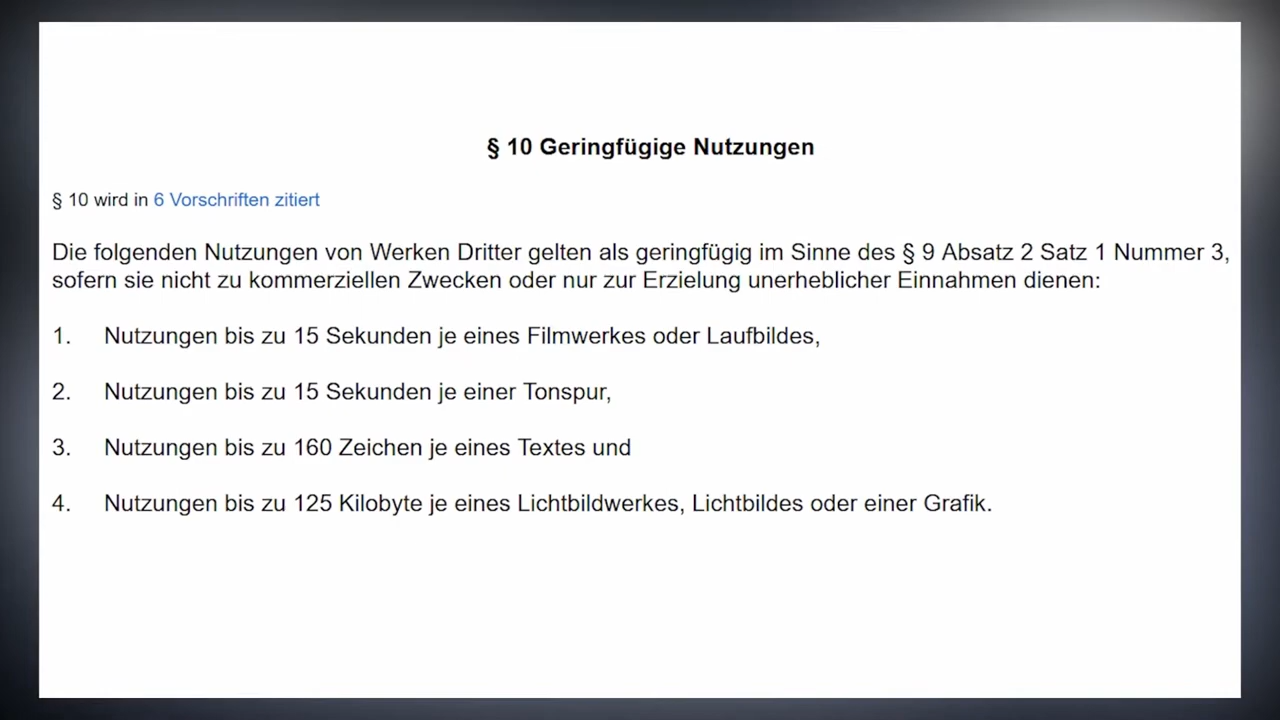 § 10 Geringfügige Nutzungen
§ 10 wird in 6 Vorschriften zitiert
Die folgenden Nutzungen von Werken Dritter gelten als geringfügig im Sinne des § 9 Absatz 2 Satz 1 Nummer 3,
sofern sie nicht zu kommerziellen Zwecken oder nur zur Erzielung unerheblicher Einnahmen dienen:
1. Nutzungen bis zu 15 Sekunden je eines Filmwerkes oder Laufbildes,
2. Nutzungen bis zu 15 Sekunden je einer Tonspur,
3. Nutzungen bis zu 160 Zeichen je eines Textes und
4. Nutzungen bis zu 125 Kilobyte je eines Lichtbildwerkes, Lichtbildes oder einer Grafik.